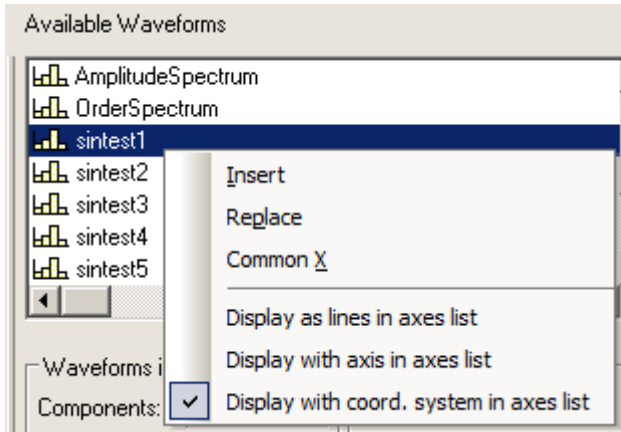 Available Waveforms
AmplitudeSpectrum
OrderSpectrum
sintest1
sintest2
sintest3
sintest4
sintest5
Insert
Replace
Common X
Display as lines in axes list
Display with axis in axes list
Display with coord. system in axes list
Waveforms i
Components: